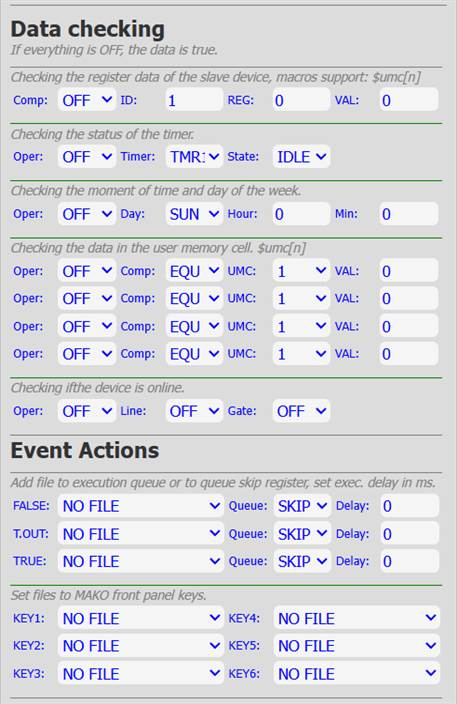 Data checking
If everything is OFF, the data is true.
Checking the register data of the slave device, macros support: $umc[n]
Comp: OFF ID: 1 REG: 0 VAL: 0
Checking the status of the timer.
Oper: OFF Timer: TMR1 State: IDLE
Checking the moment of time and day of the week.
Oper: OFF Day: SUN Hour: 0 Min: 0
Checking the data in the user memory cell. $umc[n]
Oper: OFF Comp: EQU UMC: 1 VAL: 0
Oper: OFF Comp: EQU UMC: 1 VAL: 0
Oper: OFF Comp: EQU UMC: 1 VAL: 0
Oper: OFF Comp: EQU UMC: 1 VAL: 0
Checking ifthe device is online.
Oper: OFF Line: OFF Gate: OFF
Event Actions
Add file to execution queue or to queue skip register, set exec. delay in ms.
FALSE: NO FILE Queue: SKIP Delay: 0
T.OUT: NO FILE Queue: SKIP Delay: 0
TRUE: NO FILE Queue: SKIP Delay: 0
Set files to MAKO front panel keys.
KEY1: NO FILE KEY4: NO FILE
KEY2: NO FILE KEY5: NO FILE
KEY3: NO FILE KEY6: NO FILE